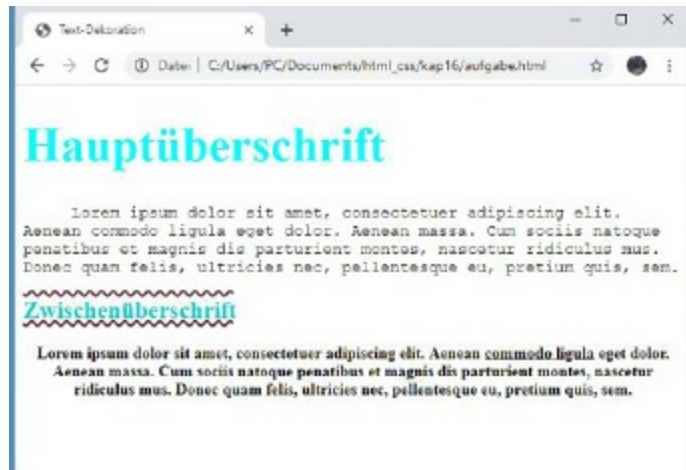 Text-Dekoration
Datei | C:/Users/PC/Documents/html_css/kap16/aufgabe.html
Hauptüberschrift
Lorem ipsum dolor sit amet, consectetuer adipiscing elit.
Aenean commodo ligula eget dolor. Aenean massa. Cum sociis natoque
penatibus et magnis dis parturient montes, nascetur ridiculus mus.
Donec quam felis, ultricies nec, pellentesque eu, pretium quis, sem.
Zwischenüberschrift
Lorem ipsum dolor sit amet, consectetuer adipiscing elit. Aenean commodo ligula eget dolor.
Aenean massa. Cum sociis natoque penatibus et magnis dis parturient montes, nascetur
ridiculus mus. Donec quam felis, ultricies nec, pellentesque eu, pretium quis, sem.